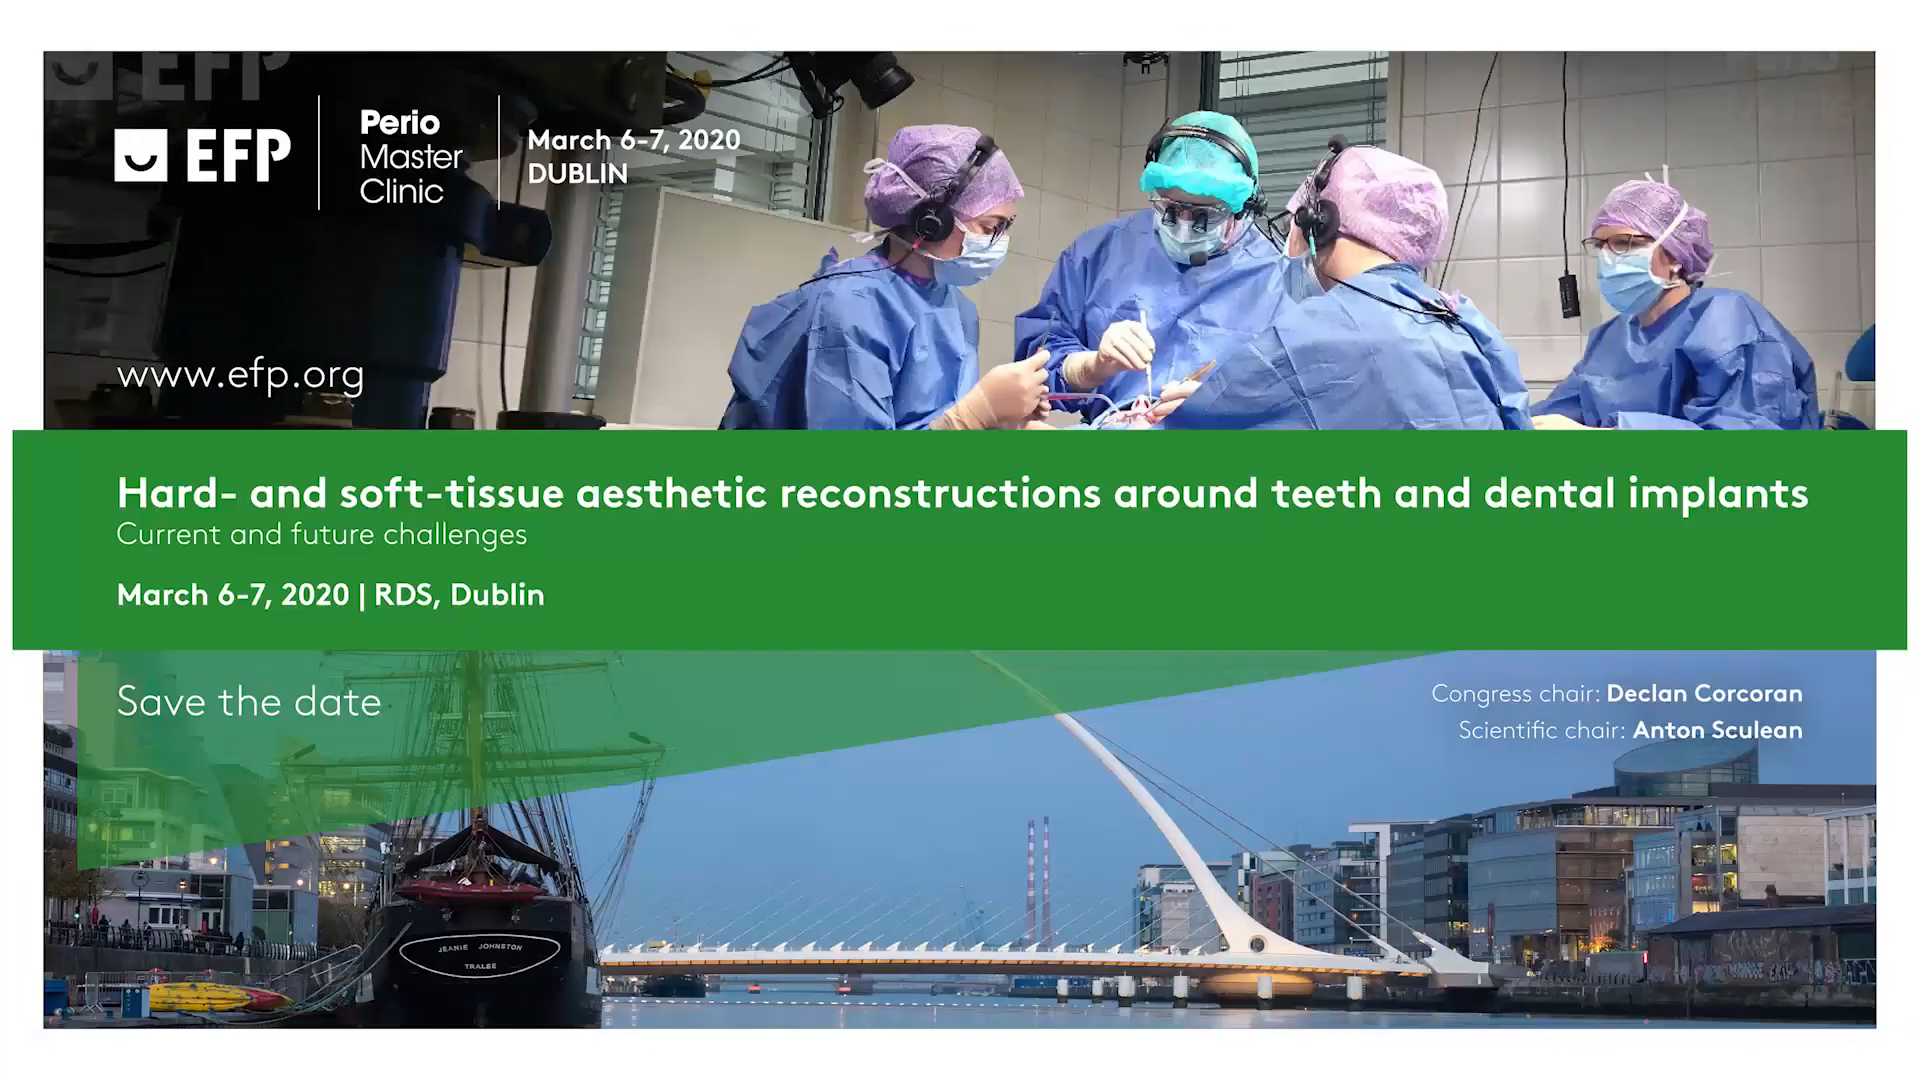 EFP
Perio
Master
Clinic
March 6-7, 2020
DUBLIN
www.efp.org
Hard- and soft-tissue aesthetic reconstructions around teeth and dental implants
Current and future challenges
March 6-7, 2020 | RDS, Dublin
Save the date
Congress chair: Declan Corcoran
Scientific chair: Anton Sculean
JEANIE JOHNSTON
TRALEE